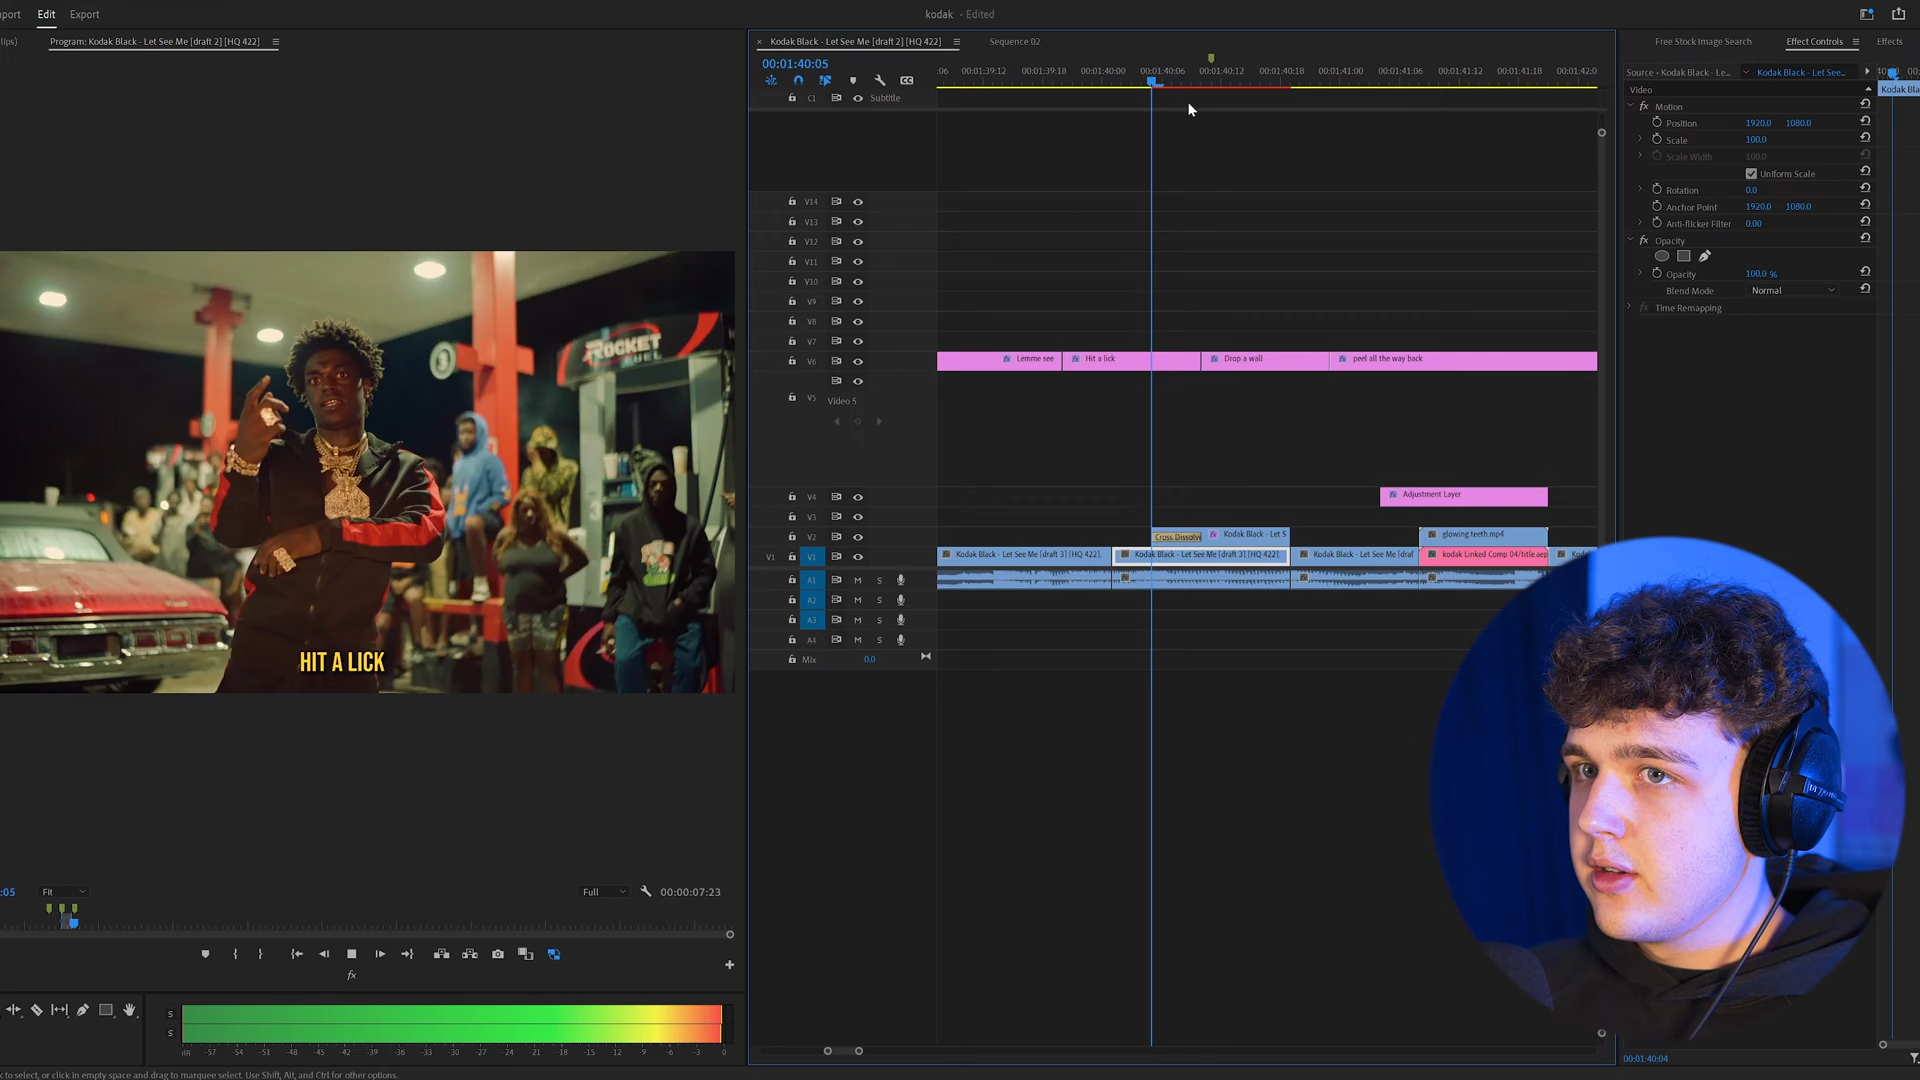 Edit
Export
kodak - Edited
Program: Kodak Black - Let See Me [draft 2] [HQ 422]
Kodak Black - Let See Me [draft 2] [HQ 422]
Sequence 02
Free Stock Image Search
Effect Controls
Effects
00:01:40:05
:06 00:01:39:12 00:01:39:18 00:01:40:00 00:01:40:06 00:01:40:12 00:01:40:18 00:01:41:00 00:01:41:06 00:01:41:12 00:01:41:18 00:01:42:0
C1 Subtitle
V14
V13
V12
V11
V10
V9
V8
V7
V6 Lemme see Hit a lick Drop a wall peel all the way back
V5 Video 5
V4 Adjustment Layer
V3
V2 Cross Dissolve Kodak Black - Let S glowing teeth.mp4
V1 V1 Kodak Black - Let See Me [draft 3] [HQ 422]. Kodak Black - Let See Me [draft 3] [HQ 422]. Kodak Black - Let See Me [draf kodak Linked Comp 04/title.aep Kod
A1 M S
A2 M S
A3 M S
A4 M S
Mix 0.0
Source • Kodak Black - Le...
Kodak Black - Let See...
Video
Kodak Bla
Motion
Position 1920.0 1080.0
Scale 100.0
Scale Width 100.0
Uniform Scale
Rotation 0.0
Anchor Point 1920.0 1080.0
Anti-flicker Filter 0.00
Opacity
Opacity 100.0 %
Blend Mode Normal
Time Remapping
3
ROCKET
FUEL
HIT A LICK
:05 Fit Full 00:00:07:23
fx
S
S
dB -57 -54 -51 -48 -45 -42 -39 -36 -33 -30 -27 -24 -21 -18 -15 -12 -9 -6 -3 0
00:01:40:04
to select, or click in empty space and drag to marquee select. Use Shift, Alt, and Ctrl for other options.